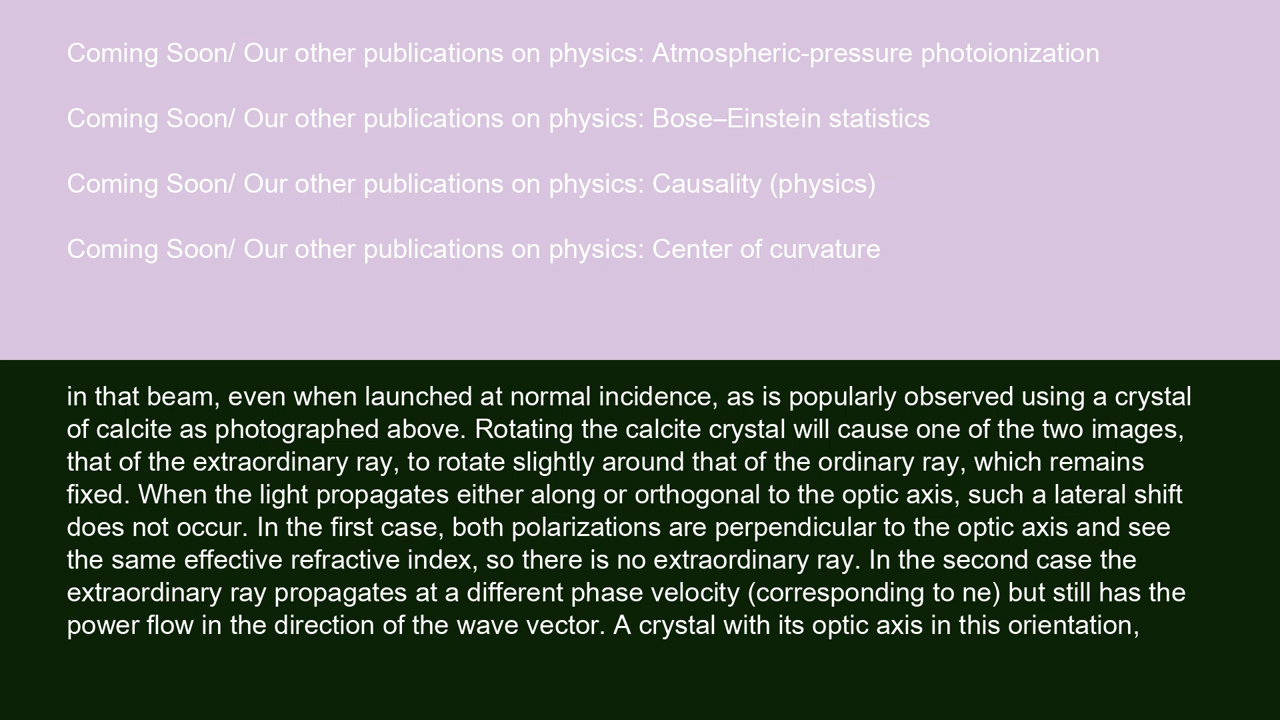 Coming Soon/ Our other publications on physics: Atmospheric-pressure photoionization
Coming Soon/ Our other publications on physics: Bose–Einstein statistics
Coming Soon/ Our other publications on physics: Causality (physics)
Coming Soon/ Our other publications on physics: Center of curvature
in that beam, even when launched at normal incidence, as is popularly observed using a crystal
of calcite as photographed above. Rotating the calcite crystal will cause one of the two images,
that of the extraordinary ray, to rotate slightly around that of the ordinary ray, which remains
fixed. When the light propagates either along or orthogonal to the optic axis, such a lateral shift
does not occur. In the first case, both polarizations are perpendicular to the optic axis and see
the same effective refractive index, so there is no extraordinary ray. In the second case the
extraordinary ray propagates at a different phase velocity (corresponding to ne) but still has the
power flow in the direction of the wave vector. A crystal with its optic axis in this orientation,